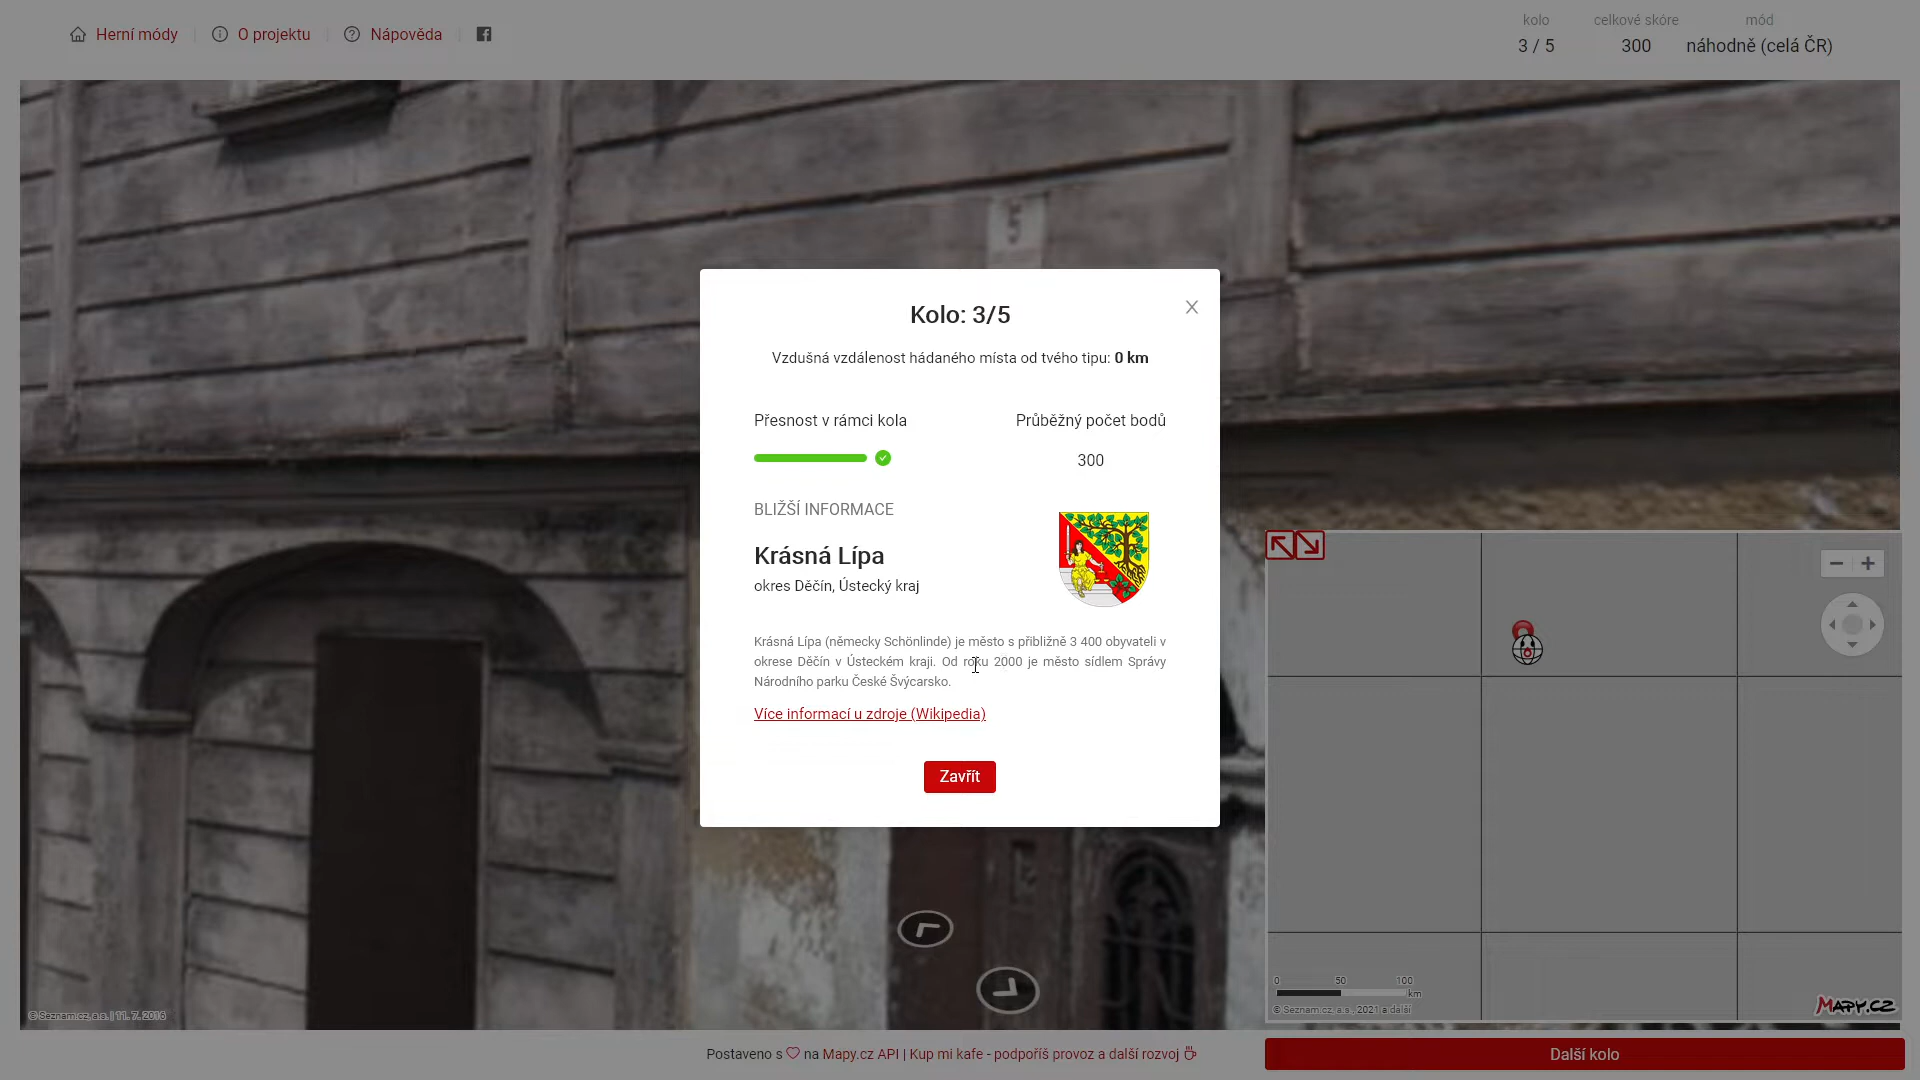 Herní módy
O projektu
Nápověda
kolo
3 / 5
celkové skóre
300
mód
náhodně (celá ČR)
5
Kolo: 3/5
Vzdušná vzdálenost hádaného místa od tvého tipu: 0 km
Přesnost v rámci kola
Průběžný počet bodů
300
BLIŽŠÍ INFORMACE
Krásná Lípa
okres Děčín, Ústecký kraj
Krásná Lípa (německy Schönlinde) je město s přibližně 3 400 obyvateli v
okrese Děčín v Ústeckém kraji. Od roku 2000 je město sídlem Správy
Národního parku České Švýcarsko.
Více informací u zdroje (Wikipedia)
Zavřít
0 50 100
km
© Seznam.cz, a.s., 2021 a další
MAPY.CZ
© Seznam.cz, a.s. | 11. 7. 2016
Postaveno s na Mapy.cz API | Kup mi kafe - podpoříš provoz a další rozvoj
Další kolo